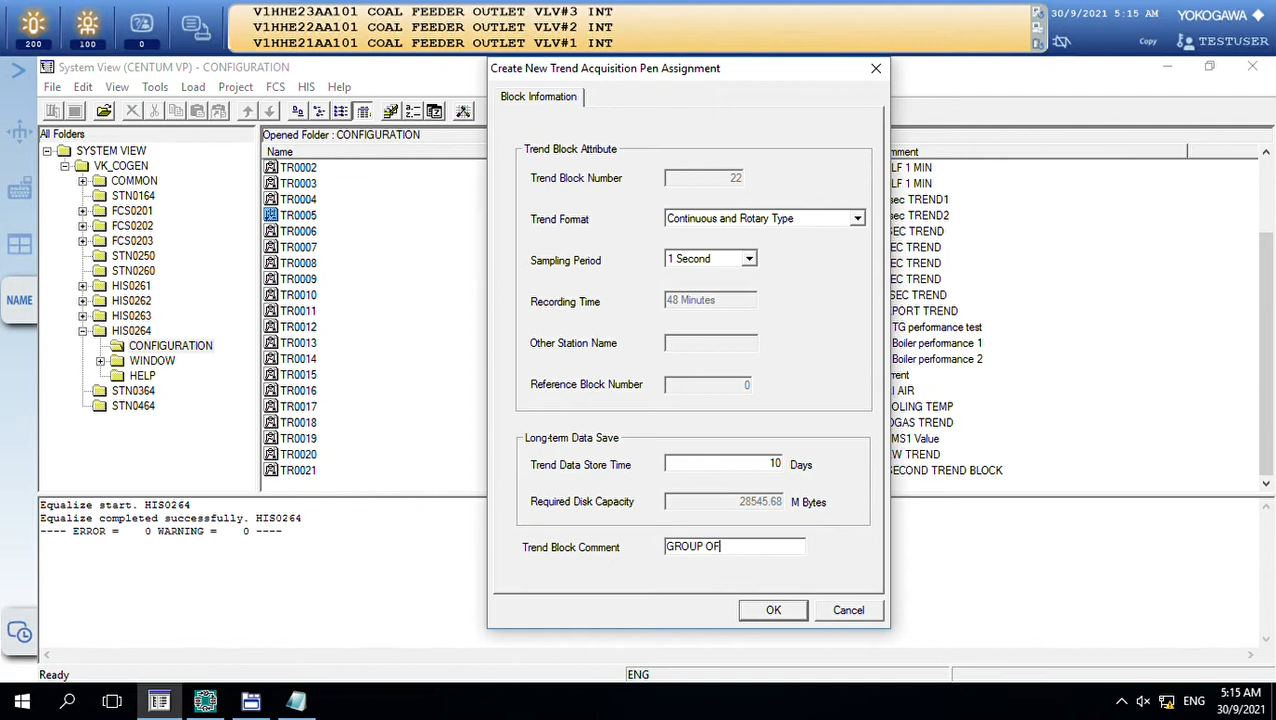 V1HHE23AA101 COAL FEEDER OUTLET VLV#3 INT
V1HHE22AA101 COAL FEEDER OUTLET VLV#2 INT
V1HHE21AA101 COAL FEEDER OUTLET VLV#1 INT
200
100
0
30/9/2021 5:15 AM
YOKOGAWA
Copy
TESTUSER
System View (CENTUM VP) - CONFIGURATION
File Edit View Tools Load Project FCS HIS Help
All Folders
SYSTEM VIEW
VK_COGEN
COMMON
STN0164
FCS0201
FCS0202
FCS0203
STN0250
STN0260
HIS0261
HIS0262
HIS0263
HIS0264
CONFIGURATION
WINDOW
HELP
STN0364
STN0464
NAME
Opened Folder : CONFIGURATION
Name
TR0002
TR0003
TR0004
TR0005
TR0006
TR0007
TR0008
TR0009
TR0010
TR0011
TR0012
TR0013
TR0014
TR0015
TR0016
TR0017
TR0018
TR0019
TR0020
TR0021
Create New Trend Acquisition Pen Assignment
Block Information
Trend Block Attribute
Trend Block Number 22
Trend Format Continuous and Rotary Type
Sampling Period 1 Second
Recording Time 48 Minutes
Other Station Name
Reference Block Number 0
Long-term Data Save
Trend Data Store Time 10 Days
Required Disk Capacity 28545.68 M Bytes
Trend Block Comment GROUP OF
OK Cancel
mment
LF 1 MIN
LF 1 MIN
sec TREND1
sec TREND2
SEC TREND
SEC TREND
SEC TREND
SEC TREND
SEC TREND
PORT TREND
TG performance test
Boiler performance 1
Boiler performance 2
rrent
I AIR
OLING TEMP
OGAS TREND
MS1 Value
W TREND
SECOND TREND BLOCK
Equalize start. HIS0264
Equalize completed successfully. HIS0264
---- ERROR = 0 WARNING = 0 ----
Ready
ENG
ENG
5:15 AM
30/9/2021